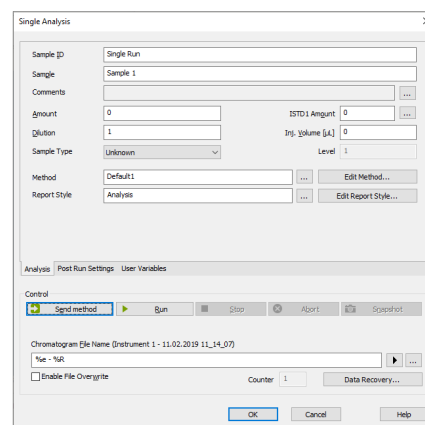 Single Analysis
Sample ID Single Run
Sample Sample 1
Comments ...
Amount 0 ISTD1 Amount 0 ...
Dilution 1 Inj. Volume [µL] 0
Sample Type Unknown Level 1
Method Default1 ... Edit Method...
Report Style Analysis ... Edit Report Style...
Analysis Post Run Settings User Variables
Control
Send method Run Stop Abort Snapshot
Chromatogram File Name (Instrument 1 - 11.02.2019 11_14_07)
%e - %R ...
Enable File Overwrite Counter 1 Data Recovery...
OK Cancel Help